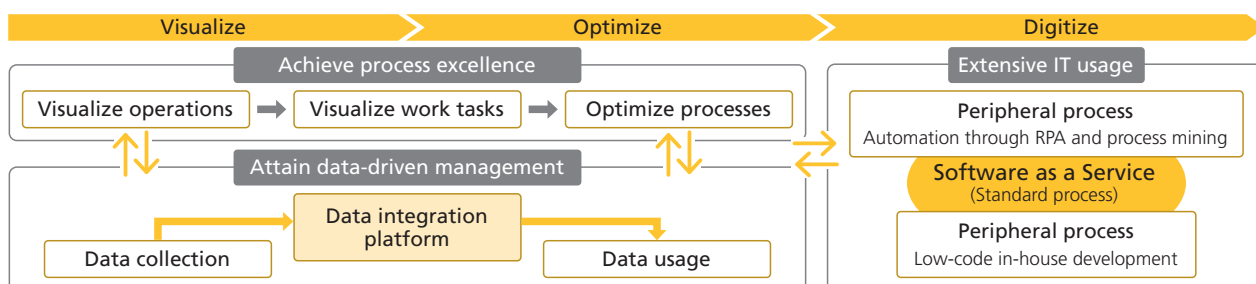 Visualize
Optimize
Digitize
Achieve process excellence
Visualize operations
Visualize work tasks
Optimize processes
Attain data-driven management
Data integration
platform
Data collection
Data usage
Extensive IT usage
Peripheral process
Automation through RPA and process mining
Software as a Service
(Standard process)
Peripheral process
Low-code in-house development